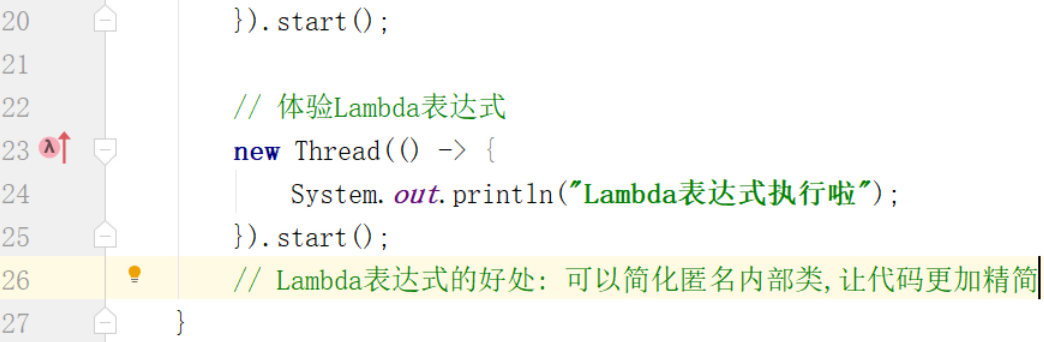 20 }).start();
21
22 // 体验Lambda表达式
23 λ new Thread(() -> {
24 System.out.println("Lambda表达式执行啦");
25 }).start();
26 // Lambda表达式的好处: 可以简化匿名内部类,让代码更加精简
27 }